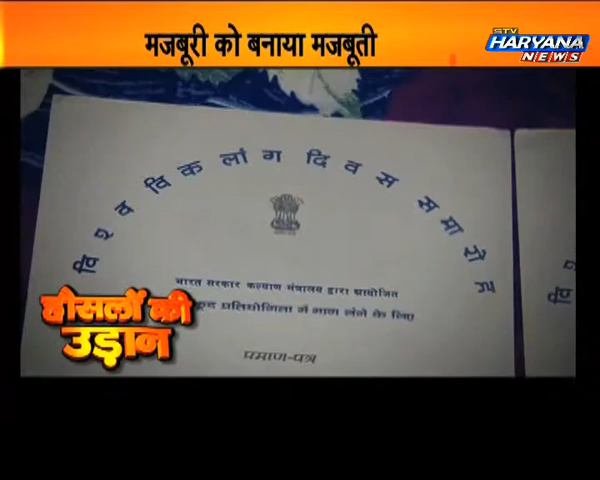 मजबूरी को बनाया मजबूती
STV
HARYANA
NEWS
विश्व विकलांग दिवस समारोह
भारत सरकार कल्याण मंत्रालय द्वारा आयोजित
कूद प्रतियोगिता में भाग लेने के लिए
प्रमाण-पत्र
हौसलों की
उड़ान